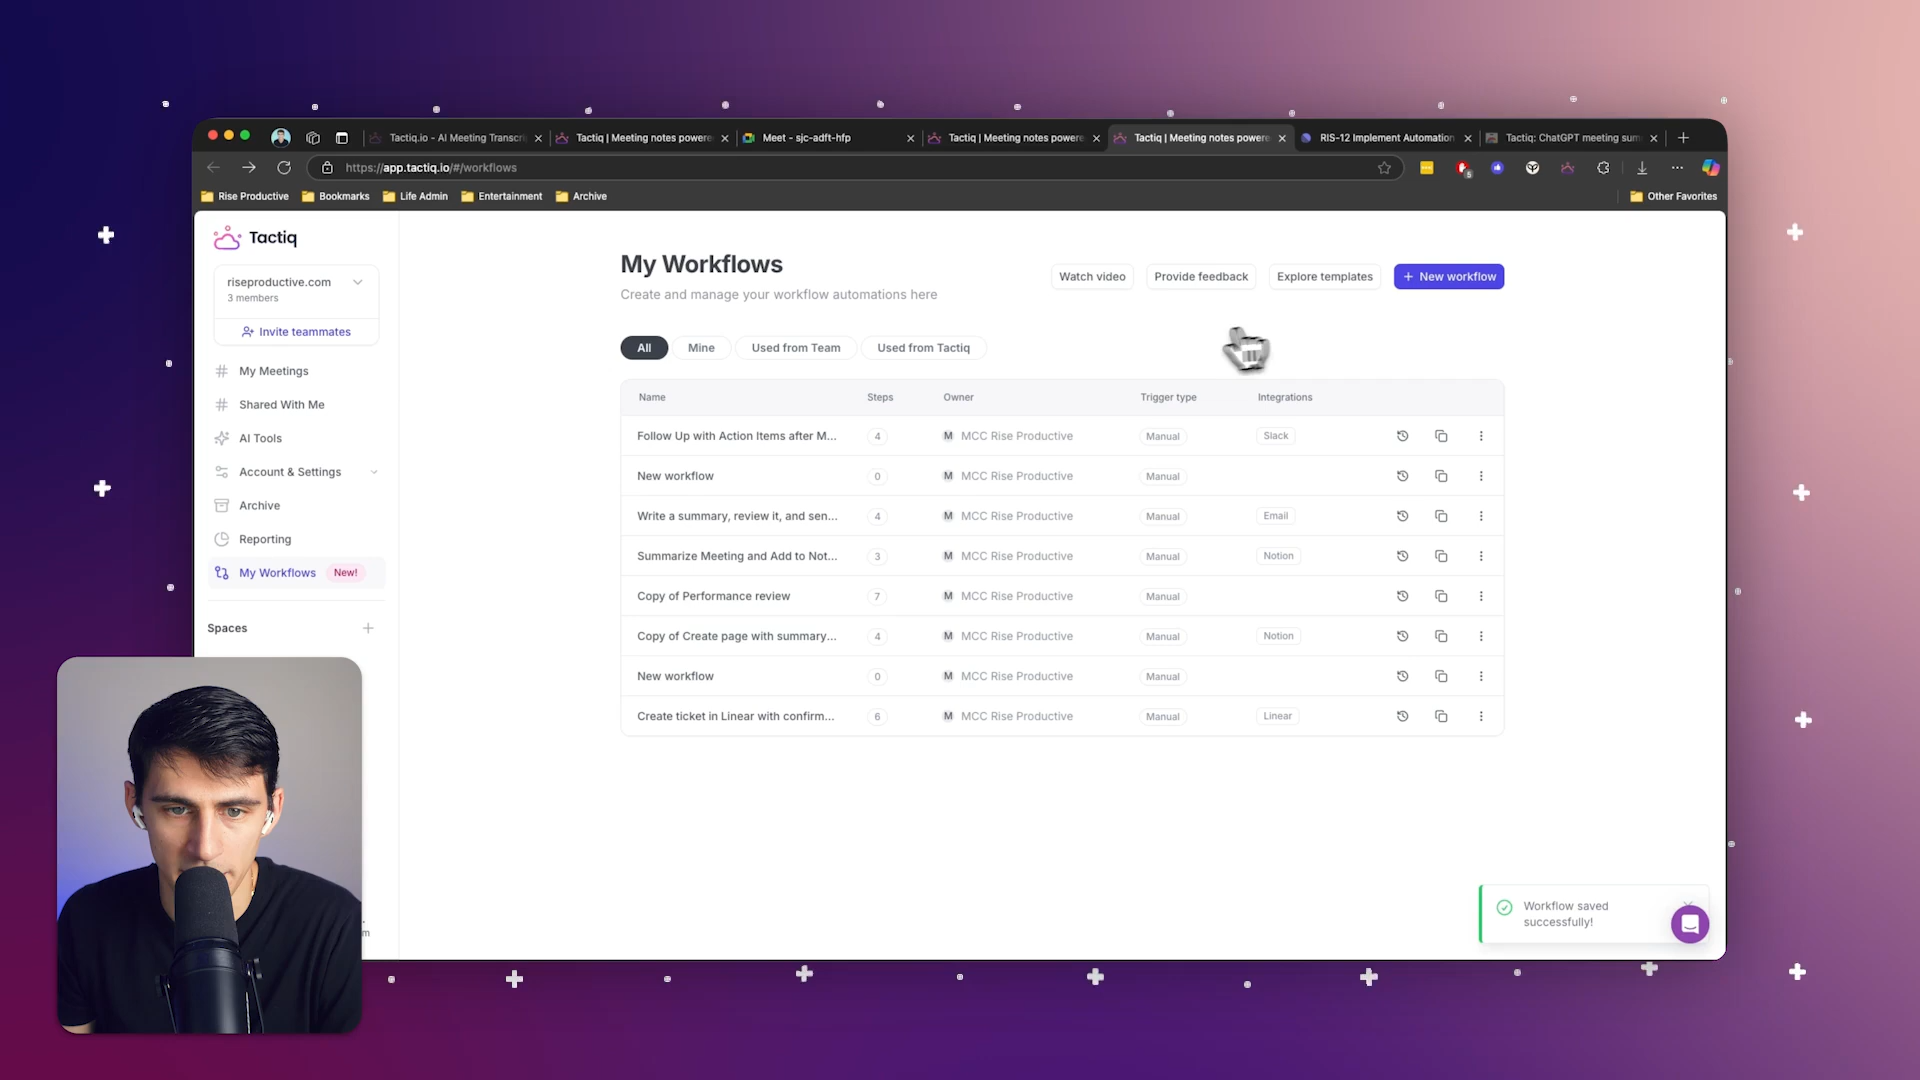 Tactiq.io - AI Meeting Transcri
Tactiq | Meeting notes powere
Meet - sjc-adft-hfp
Tactiq | Meeting notes powere
Tactiq | Meeting notes powere
RIS-12 Implement Automation
Tactiq: ChatGPT meeting sum
https://app.tactiq.io/#/workflows
5
Rise Productive
Bookmarks
Life Admin
Entertainment
Archive
Other Favorites
Tactiq
riseproductive.com
3 members
Invite teammates
My Meetings
Shared With Me
AI Tools
Account & Settings
Archive
Reporting
My Workflows New!
Spaces
My Workflows
Create and manage your workflow automations here
Watch video
Provide feedback
Explore templates
+ New workflow
All
Mine
Used from Team
Used from Tactiq
Name Steps Owner Trigger type Integrations
Follow Up with Action Items after M... 4 M MCC Rise Productive Manual Slack
New workflow 0 M MCC Rise Productive Manual
Write a summary, review it, and sen... 4 M MCC Rise Productive Manual Email
Summarize Meeting and Add to Not... 3 M MCC Rise Productive Manual Notion
Copy of Performance review 7 M MCC Rise Productive Manual
Copy of Create page with summary... 4 M MCC Rise Productive Manual Notion
New workflow 0 M MCC Rise Productive Manual
Create ticket in Linear with confirm... 6 M MCC Rise Productive Manual Linear
Workflow saved
successfully!